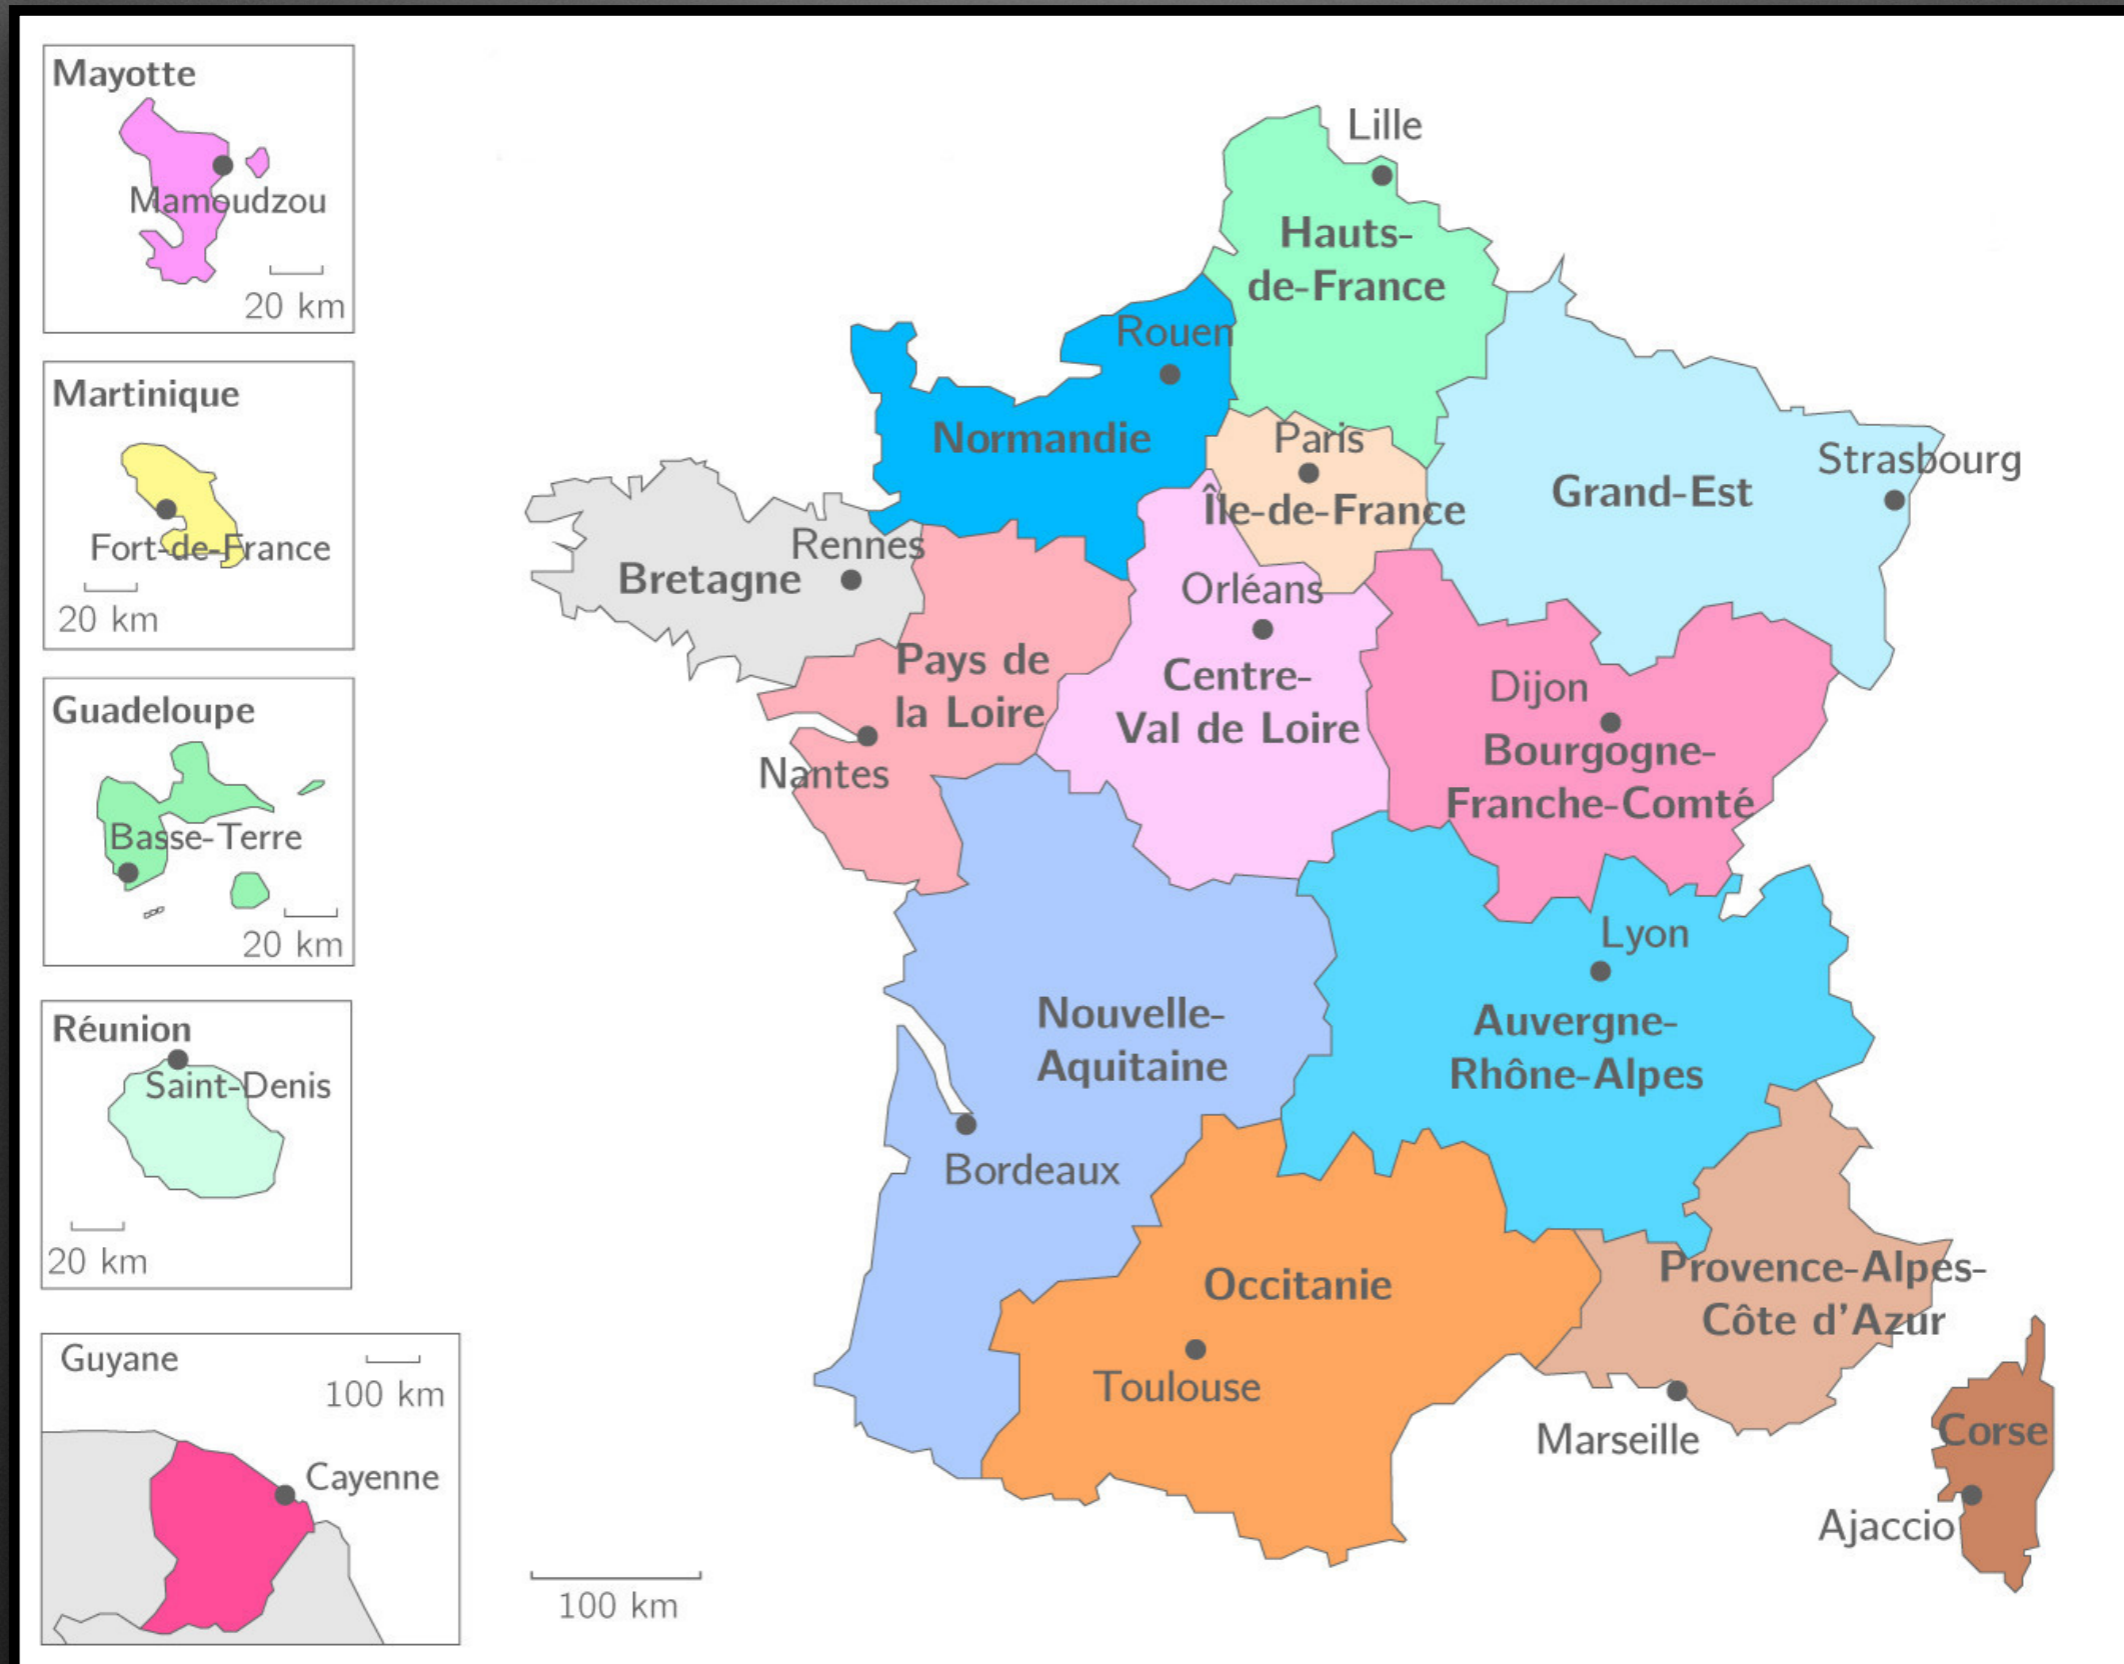 Mayotte
Mamoudzou
20 km
Martinique
Fort-de-France
20 km
Guadeloupe
Basse-Terre
20 km
Réunion
Saint-Denis
20 km
Guyane
100 km
Cayenne
Lille
Hauts-
de-France
Rouen
Normandie
Paris
Île-de-France
Strasbourg
Grand-Est
Rennes
Bretagne
Orléans
Centre-
Val de Loire
Pays de
la Loire
Nantes
Dijon
Bourgogne-
Franche-Comté
Lyon
Auvergne-
Rhône-Alpes
Nouvelle-
Aquitaine
Bordeaux
Occitanie
Toulouse
Provence-Alpes-
Côte d'Azur
Marseille
Corse
Ajaccio
100 km